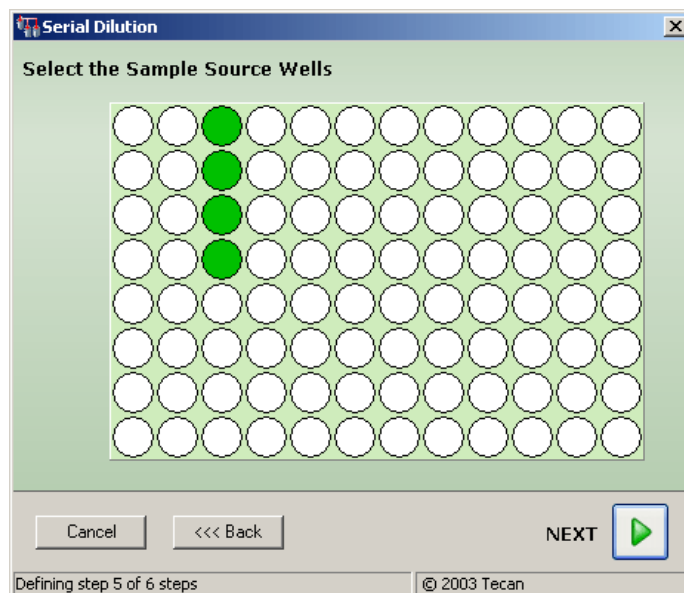 Serial Dilution
Select the Sample Source Wells
Cancel
<<< Back
NEXT
Defining step 5 of 6 steps
© 2003 Tecan